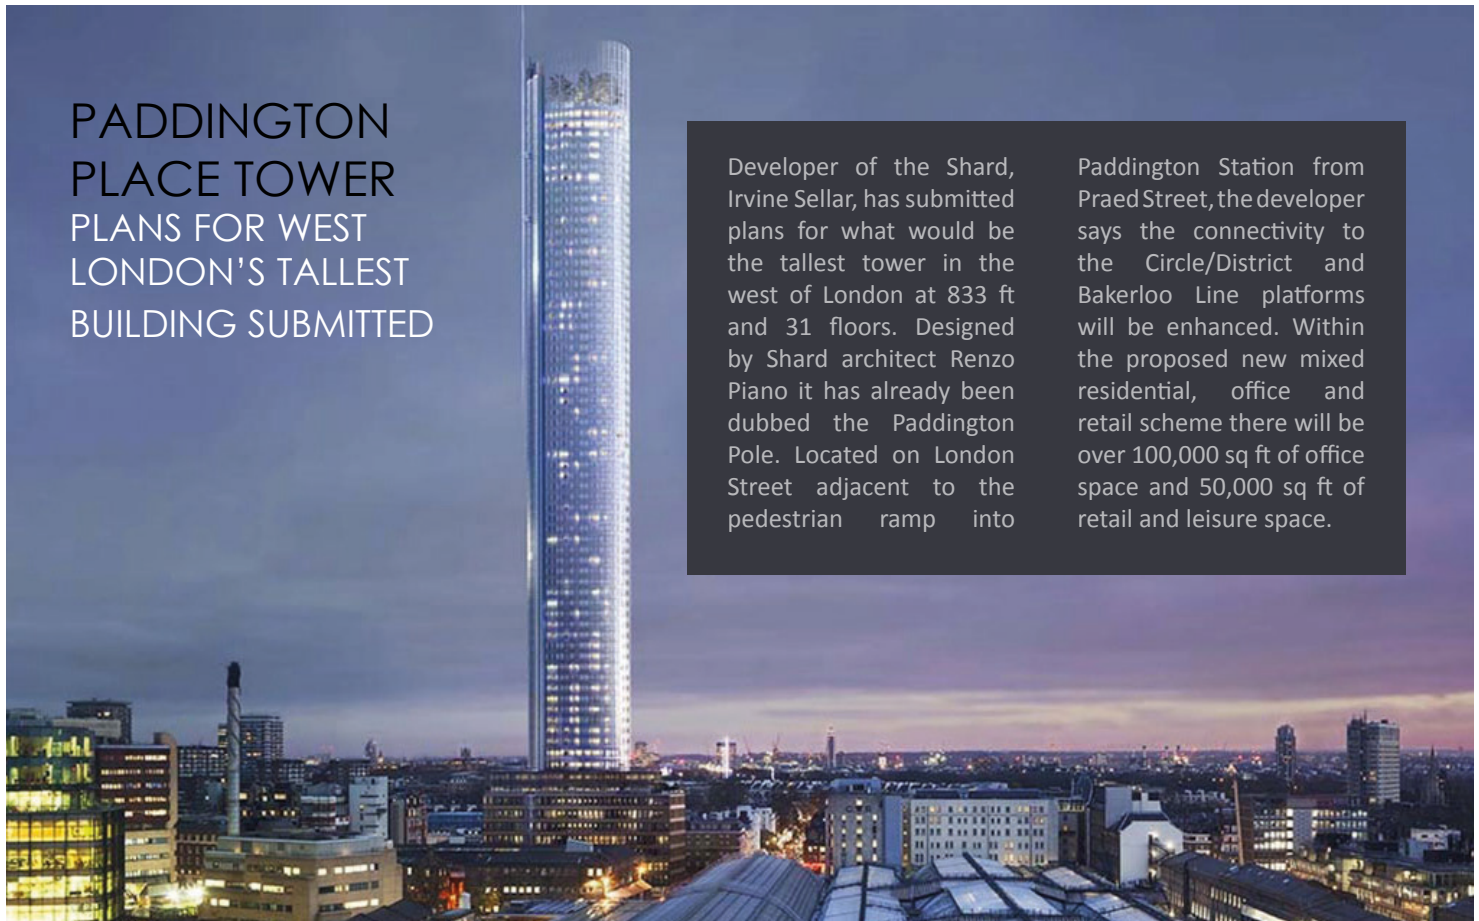 PADDINGTON
PLACE TOWER
PLANS FOR WEST
LONDON’S TALLEST
BUILDING SUBMITTED
Developer of the Shard,
Irvine Sellar, has submitted
plans for what would be
the tallest tower in the
west of London at 833 ft
and 31 floors. Designed
by Shard architect Renzo
Piano it has already been
dubbed the Paddington
Pole. Located on London
Street adjacent to the
pedestrian ramp into
Paddington Station from
Praed Street, the developer
says the connectivity to
the Circle/District and
Bakerloo Line platforms
will be enhanced. Within
the proposed new mixed
residential, office and
retail scheme there will be
over 100,000 sq ft of office
space and 50,000 sq ft of
retail and leisure space.